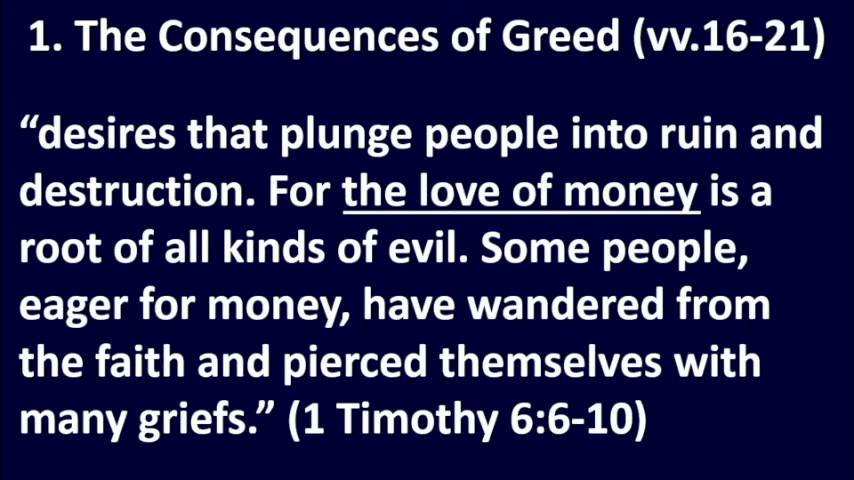 1. The Consequences of Greed (vv.16-21)
“desires that plunge people into ruin and
destruction. For the love of money is a
root of all kinds of evil. Some people,
eager for money, have wandered from
the faith and pierced themselves with
many griefs.” (1 Timothy 6:6-10)